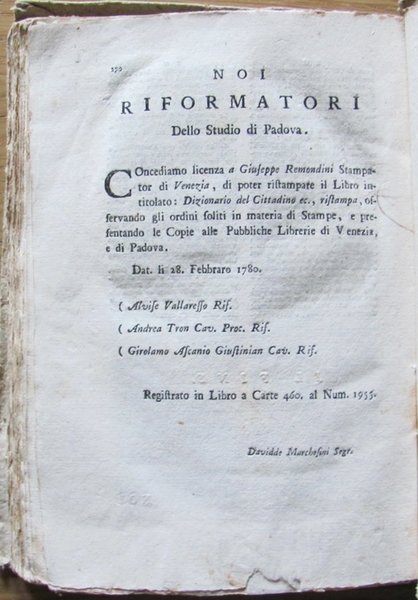 270
NOI
RIFORMATORI
Dello Studio di Padova.
COncediamo licenza a Giuſeppe Remondini Stampa-
tor di Venezia, di poter riſtampare il Libro in-
titolato: Dizionario del Cittadino ec., riſtampa, oſ-
ſervando gli ordini ſoliti in materia di Stampe, e pre-
ſentando le Copie alle Pubbliche Librerie di Venezia,
e di Padova.
Dat. li 28. Febbraro 1780.
( Alviſe Vallareſſo Rif.
( Andrea Tron Cav. Proc. Rif.
( Girolamo Aſcanio Giuſtinian Cav. Rif.
Regiſtrato in Libro a Carte 460. al Num. 1955.
Davidde Marcheſini Segr.